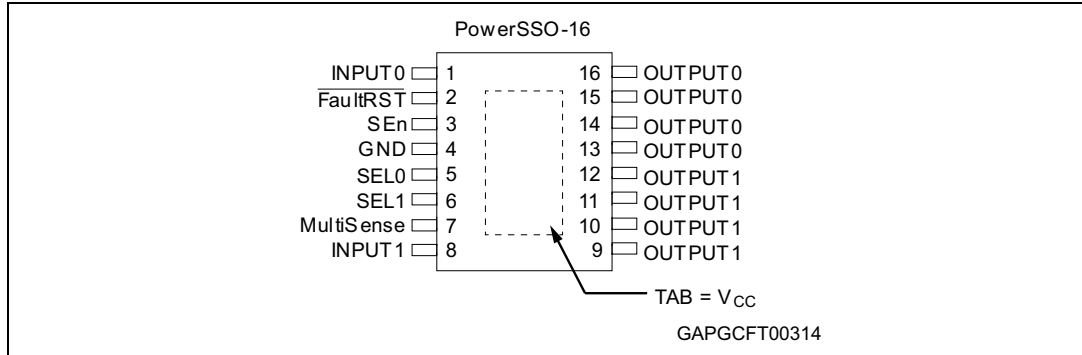 PowerSSO-16
INPUT0 1 16 OUTPUT0
FaultRST 2 15 OUTPUT0
SEn 3 14 OUTPUT0
GND 4 13 OUTPUT0
SEL0 5 12 OUTPUT1
SEL1 6 11 OUTPUT1
MultiSense 7 10 OUTPUT1
INPUT1 8 9 OUTPUT1
TAB = VCC
GAPGCFT00314